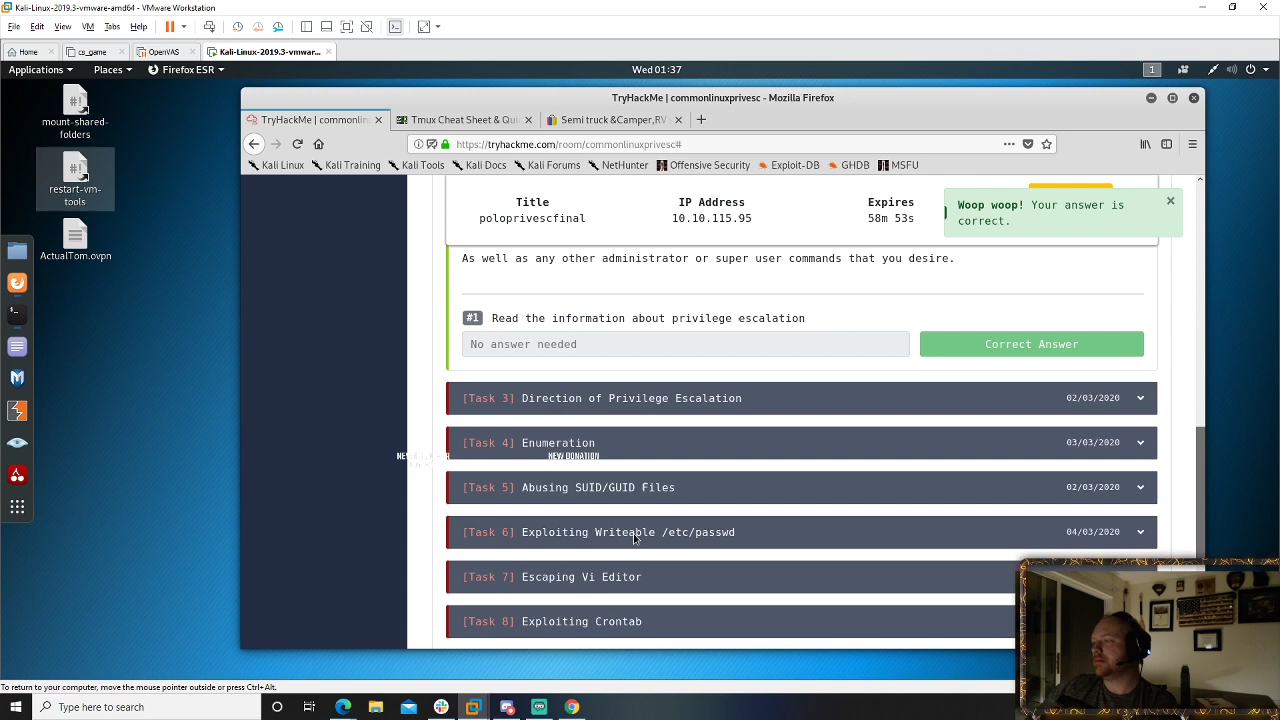 Kali-Linux-2019.3-vmware-amd64 - VMware Workstation
File Edit View VM Tabs Help
Home cs_game OpenVAS Kali-Linux-2019.3-vmwar...
Applications Places Firefox ESR Wed 01:37 1
mount-shared-folders
restart-vm-tools
ActualTom.ovpn
TryHackMe | commonlinuxprivesc - Mozilla Firefox
TryHackMe | commonlin Tmux Cheat Sheet & Qui Semi truck &Camper,RV
https://tryhackme.com/room/commonlinuxprivesc#
Kali Linux Kali Training Kali Tools Kali Docs Kali Forums NetHunter Offensive Security Exploit-DB GHDB MSFU
Title IP Address Expires
poloprivescfinal 10.10.115.95 58m 53s
Woop woop! Your answer is correct.
As well as any other administrator or super user commands that you desire.
#1 Read the information about privilege escalation
No answer needed Correct Answer
[Task 3] Direction of Privilege Escalation 02/03/2020
[Task 4] Enumeration 03/03/2020
NEW DONATION
[Task 5] Abusing SUID/GUID Files 02/03/2020
[Task 6] Exploiting Writeable /etc/passwd 04/03/2020
[Task 7] Escaping Vi Editor
[Task 8] Exploiting Crontab
To return to your computer, move the mouse pointer outside or press Ctrl+Alt.
Type here to search